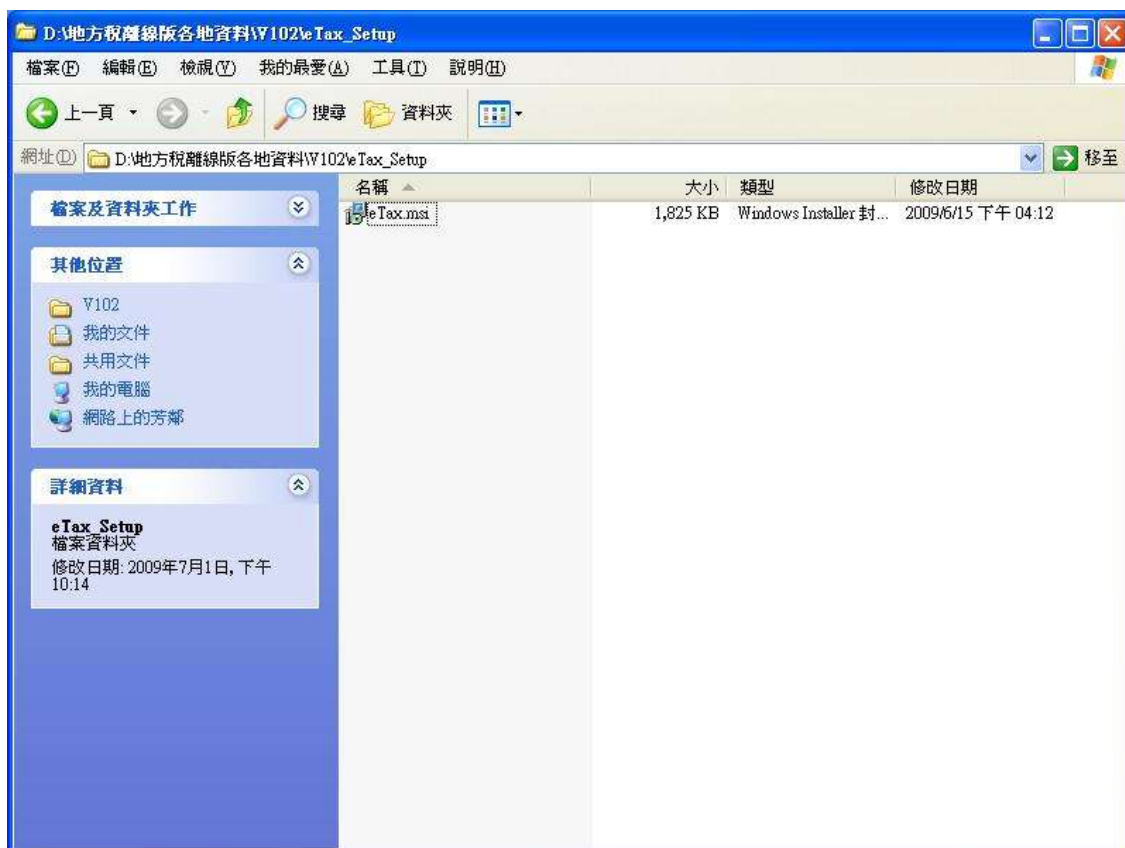 D:\地方稅離線版各地資料\V102\eTax_Setup
檔案(F) 編輯(E) 檢視(V) 我的最愛(A) 工具(T) 說明(H)
上一頁 搜尋 資料夾
網址(D) D:\地方稅離線版各地資料\V102\eTax_Setup 移至
檔案及資料夾工作
其他位置
V102
我的文件
共用文件
我的電腦
網路上的芳鄰
詳細資料
eTax_Setup
檔案資料夾
修改日期: 2009年7月1日, 下午
10:14
名稱 大小 類型 修改日期
eTax.msi 1,825 KB Windows Installer 封... 2009/6/15 下午 04:12